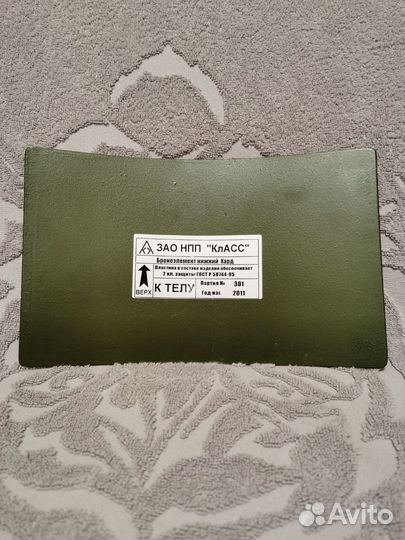 ЗАО НПП "КлАСС"
Бронеэлемент нижний Хард
Пластина в составе изделия обеспечивает
2 кл. защиты ГОСТ Р 50744-95
ВЕРХ
К ТЕЛУ
Партия № 301
Год изг. 2011
Avito